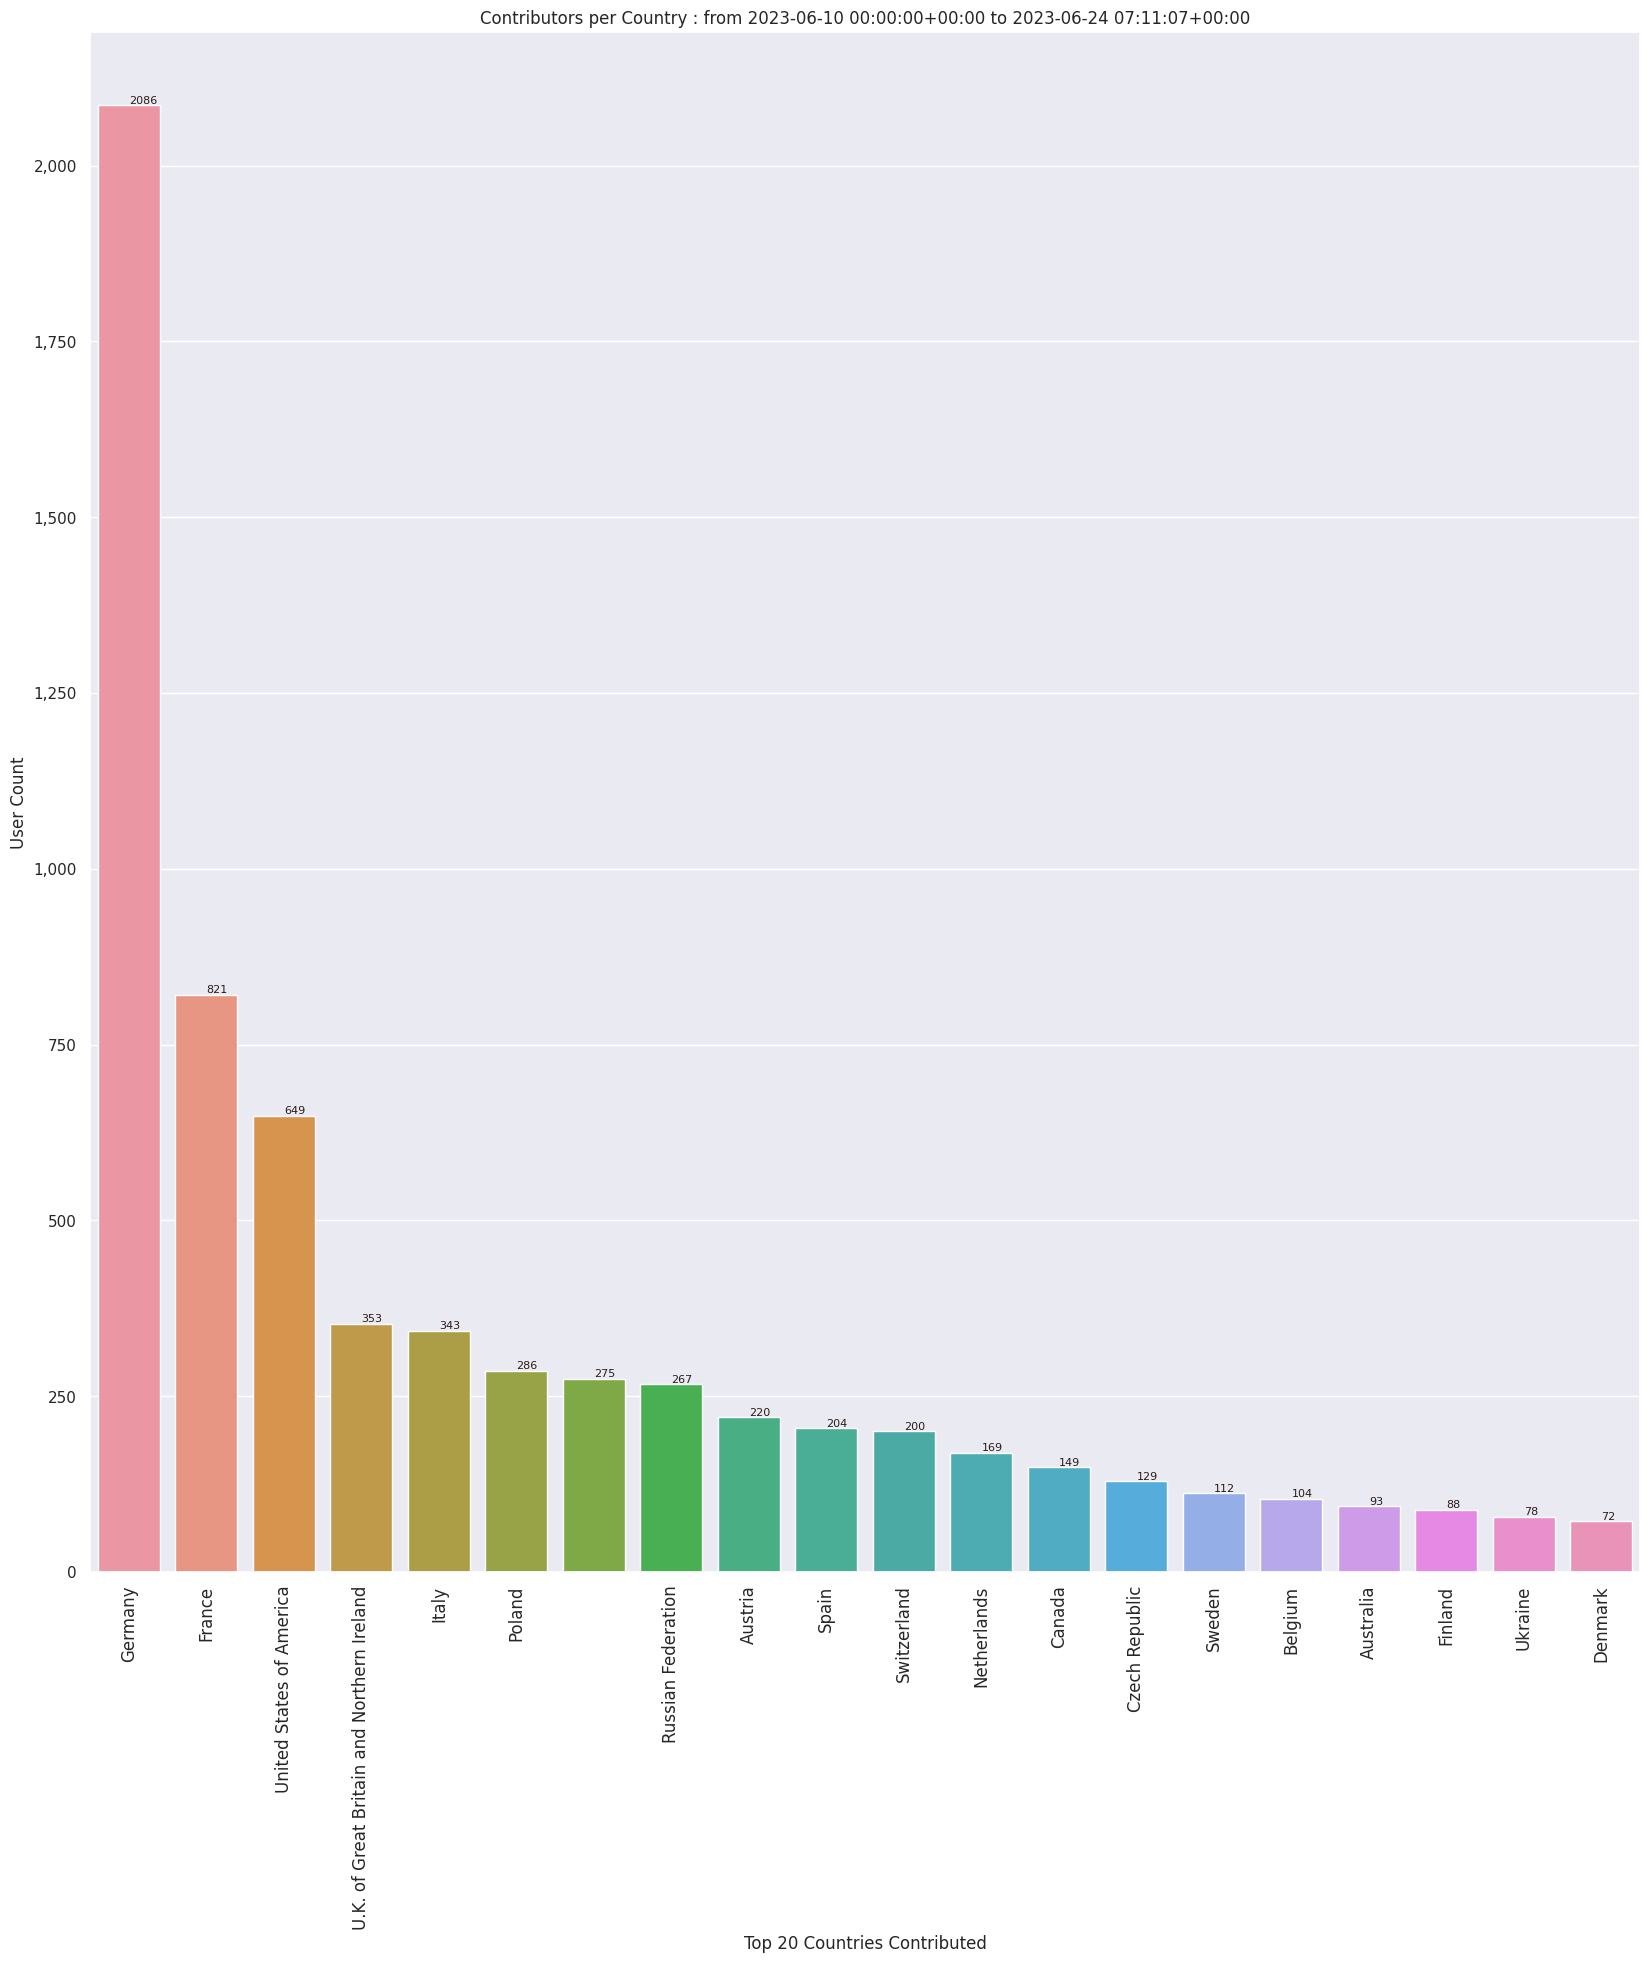 Contributors per Country : from 2023-06-10 00:00:00+00:00 to 2023-06-24 07:11:07+00:00
2086
2,000
1,750
1,500
1,250
User Count
1,000
821
750
649
500
353
343
286
275
267
250
220
204
200
169
149
129
112
104
93
88
78
72
0
Germany
France
United States of America
U.K. of Great Britain and Northern Ireland
Italy
Poland
Russian Federation
Austria
Spain
Switzerland
Netherlands
Canada
Czech Republic
Sweden
Belgium
Australia
Finland
Ukraine
Denmark
Top 20 Countries Contributed